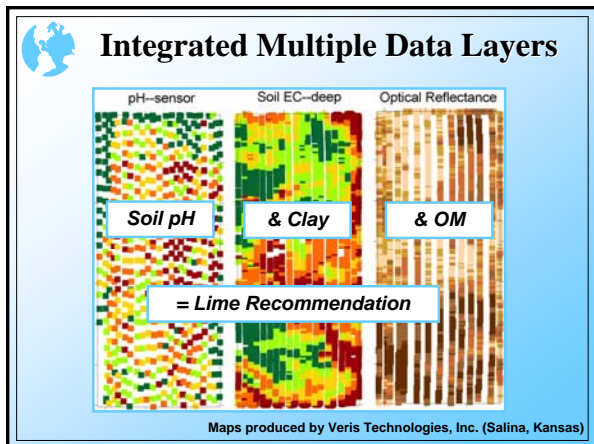 Integrated Multiple Data Layers
pH--sensor
Soil EC--deep
Optical Reflectance
Soil pH
& Clay
& OM
= Lime Recommendation
Maps produced by Veris Technologies, Inc. (Salina, Kansas)